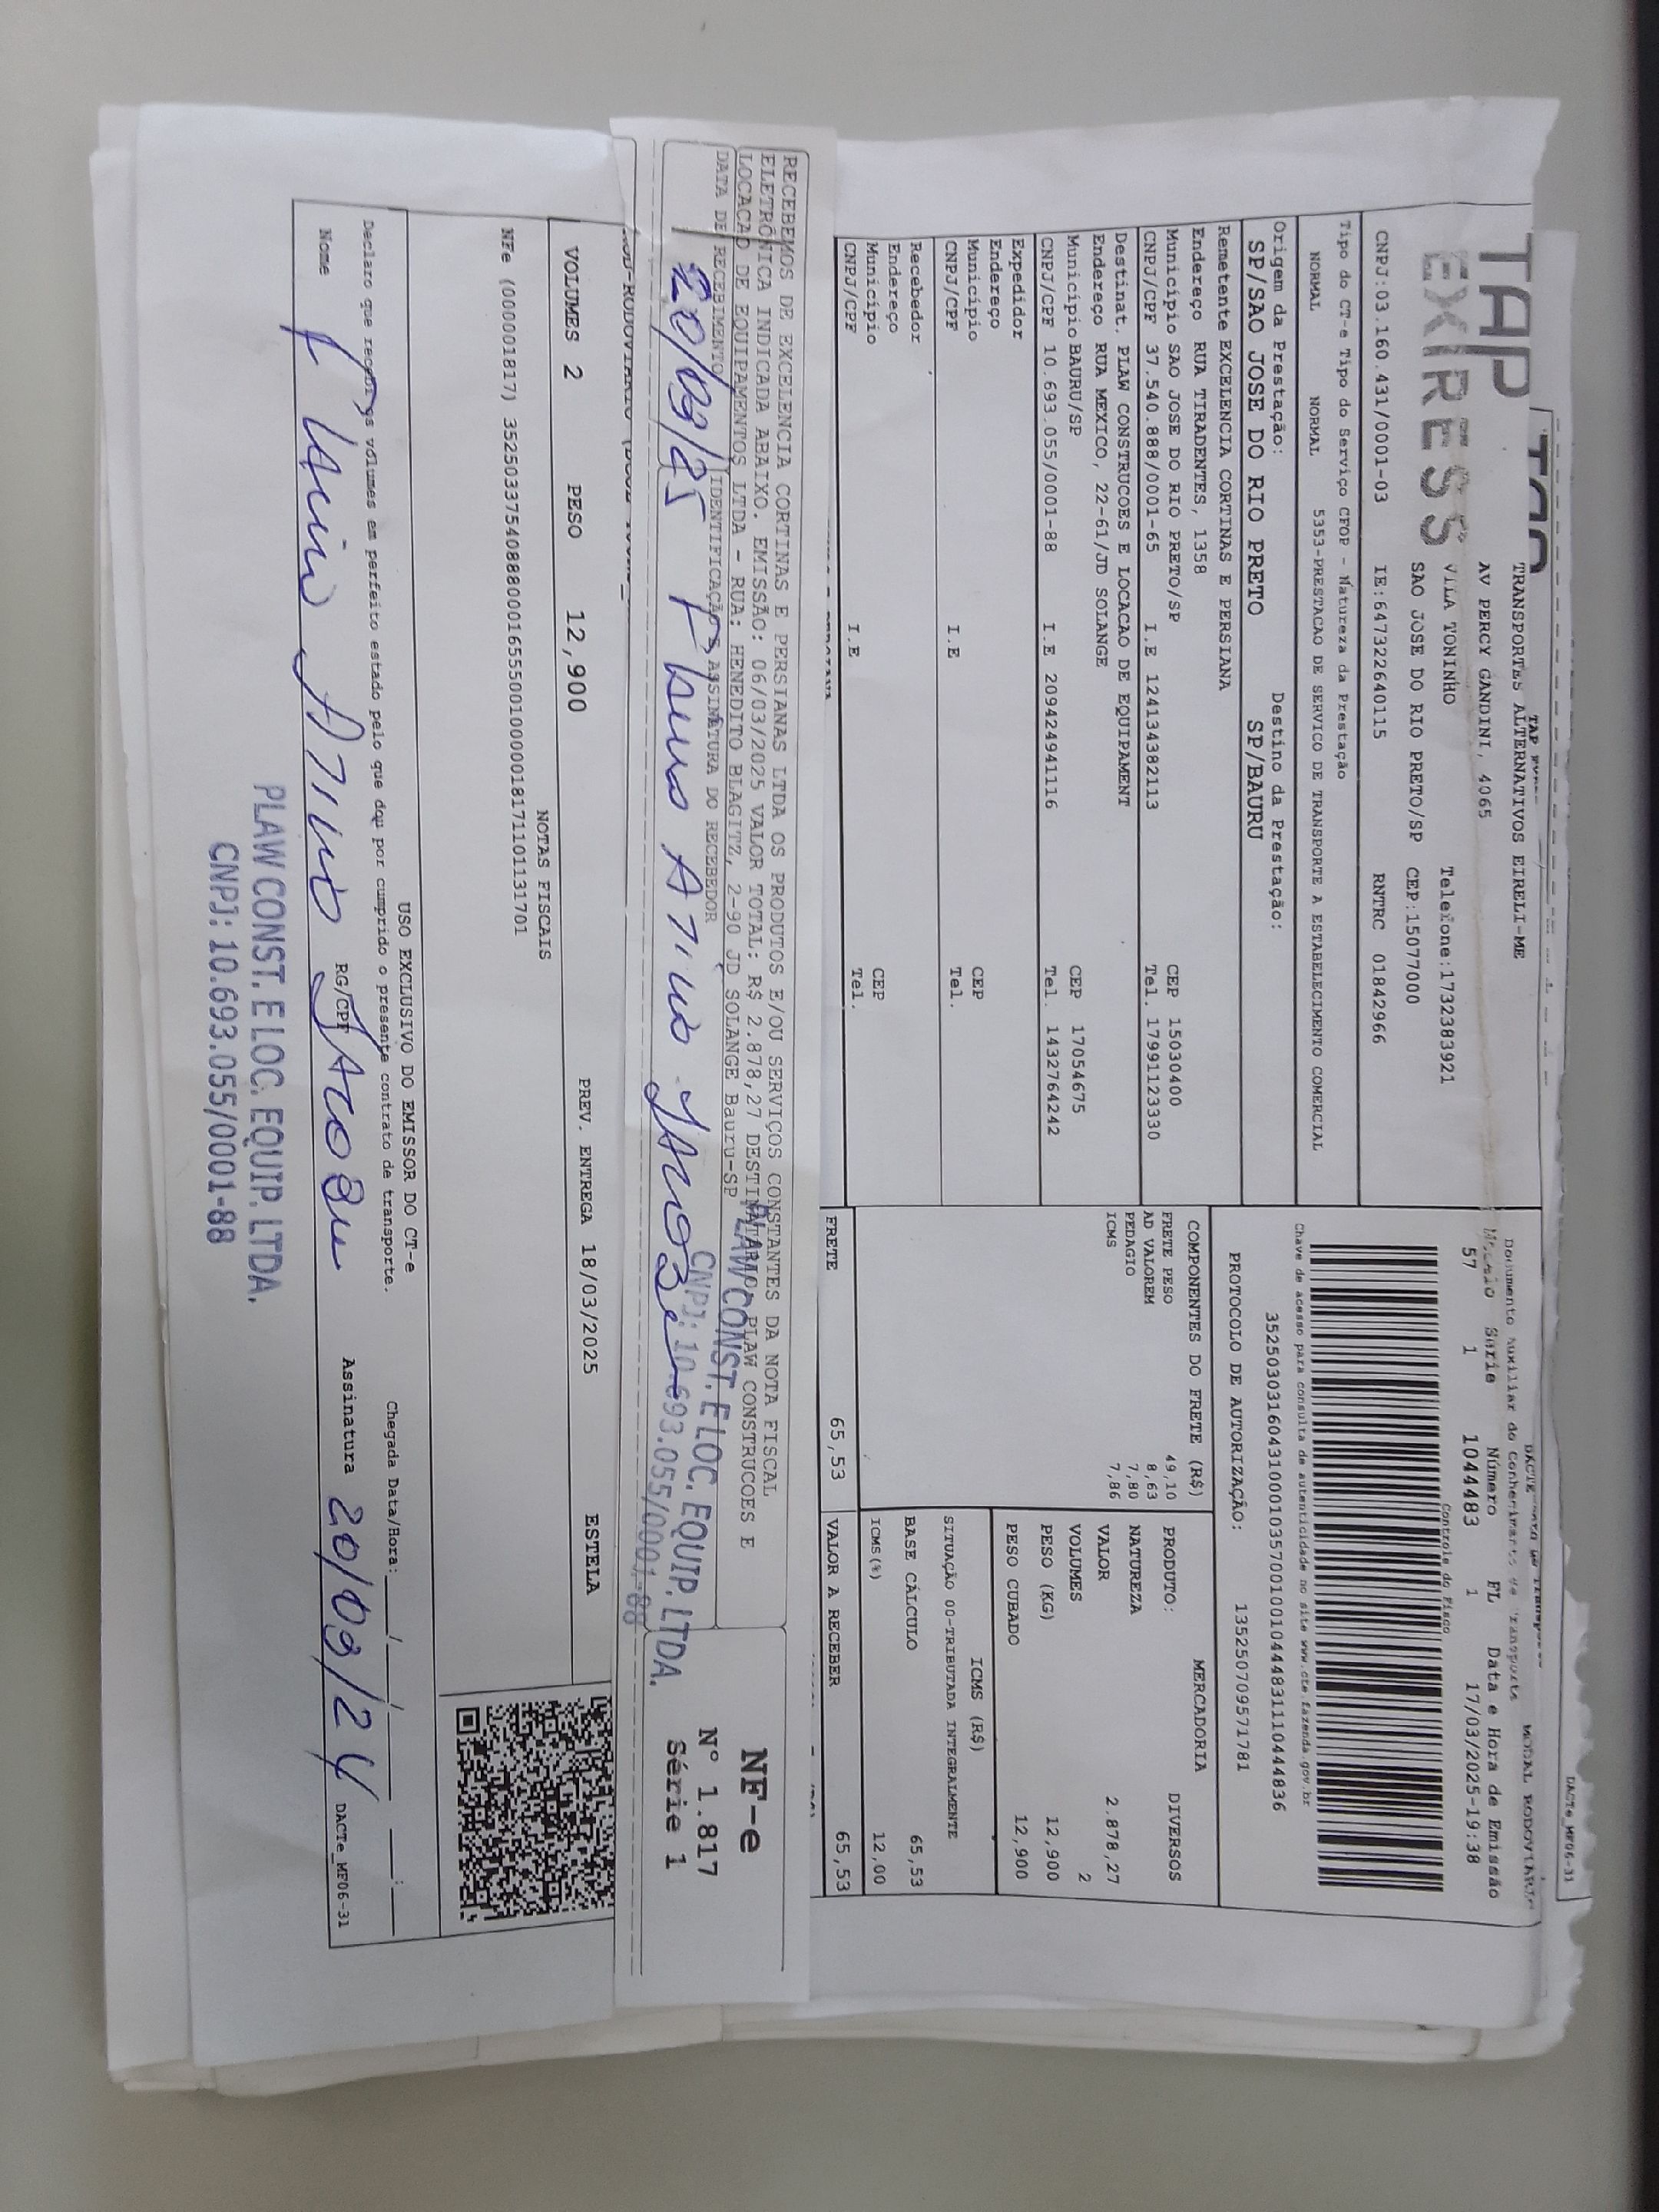 DACTe_MF06-31
TAP
EXPRESS
TRANSPORTES ALTERNATIVOS EIRELI-ME
AV PERCY GANDINI, 4065
VILA TONINHO Telefone:1732383921
SAO JOSE DO RIO PRETO/SP CEP:15077000
CNPJ:03.160.431/0001-03 IE:647322640115 RNTRC 01842966
MODAL RODOVIARIO
Documento Auxiliar do Conhecimento de Transporte
Modelo Serie Número FL Data e Hora de Emissão
57 1 1044483 1 17/03/2025-19:38
Controle do Fisco
Chave de acesso para consulta de autenticidade no site www.cte.fazenda.gov.br
35250303160431000103570010010444831110444836
PROTOCOLO DE AUTORIZAÇÃO: 135250709571781
Tipo do CT-e Tipo do Serviço CFOP - Natureza da Prestação
NORMAL NORMAL 5353-PRESTACAO DE SERVICO DE TRANSPORTE A ESTABELECIMENTO COMERCIAL
Origem da Prestação: Destino da Prestação:
SP/SAO JOSE DO RIO PRETO SP/BAURU
Remetente EXCELENCIA CORTINAS E PERSIANA
Endereço RUA TIRADENTES, 1358
Município SAO JOSE DO RIO PRETO/SP CEP 15030400
CNPJ/CPF 37.540.888/0001-65 I.E 124134382113 Tel. 17991123330
Destinat. PLAW CONSTRUCOES E LOCACAO DE EQUIPAMENT
Endereço RUA MEXICO, 22-61/JD SOLANGE
Município BAURU/SP CEP 17054675
CNPJ/CPF 10.693.055/0001-88 I.E 209424941116 Tel. 1432764242
Expedidor
Endereço
Município CEP
CNPJ/CPF I.E Tel.
Recebedor
Endereço
Município CEP
CNPJ/CPF I.E Tel.
COMPONENTES DO FRETE (R$)
FRETE PESO 49,10
AD VALOREM 8,63
PEDAGIO 7,80
ICMS 7,86
MERCADORIA
PRODUTO: DIVERSOS
NATUREZA
VALOR 2.878,27
VOLUMES 2
PESO (KG) 12,900
PESO CUBADO 12,900
ICMS (R$)
SITUAÇÃO 00-TRIBUTADA INTEGRALMENTE
BASE CÁLCULO 65,53
ICMS(%) 12,00
FRETE 65,53 VALOR A RECEBER 65,53
RECEBEMOS DE EXCELENCIA CORTINAS E PERSIANAS LTDA OS PRODUTOS E/OU SERVIÇOS CONSTANTES DA NOTA FISCAL
ELETRÔNICA INDICADA ABAIXO. EMISSÃO: 06/03/2025 VALOR TOTAL: R$ 2.878,27 DESTINATARIO: PLAW CONSTRUCOES E
LOCACAO DE EQUIPAMENTOS LTDA - RUA: HENEDITO BLAGITZ, 2-90 JD SOLANGE Bauru-SP
DATA DE RECEBIMENTO IDENTIFICAÇÃO E ASSINATURA DO RECEBEDOR
PLAW CONST. E LOC. EQUIP. LTDA.
CNPJ: 10.693.055/0001-88
NF-e
Nº 1.817
Série 1
VOLUMES 2 PESO 12,900 PREV. ENTREGA 18/03/2025 ESTELA
NOTAS FISCAIS
NFe (000001817) 35250337540888000165550010000018171101131701
USO EXCLUSIVO DO EMISSOR DO CT-e
Declaro que recebi os volumes em perfeito estado pelo que dou por cumprido o presente contrato de transporte. Chegada Data/Hora: ___/___/___ ___:___
Nome RG/CPF Assinatura DACTe_MF06-31
PLAW CONST. E LOC. EQUIP. LTDA.
CNPJ: 10.693.055/0001-88